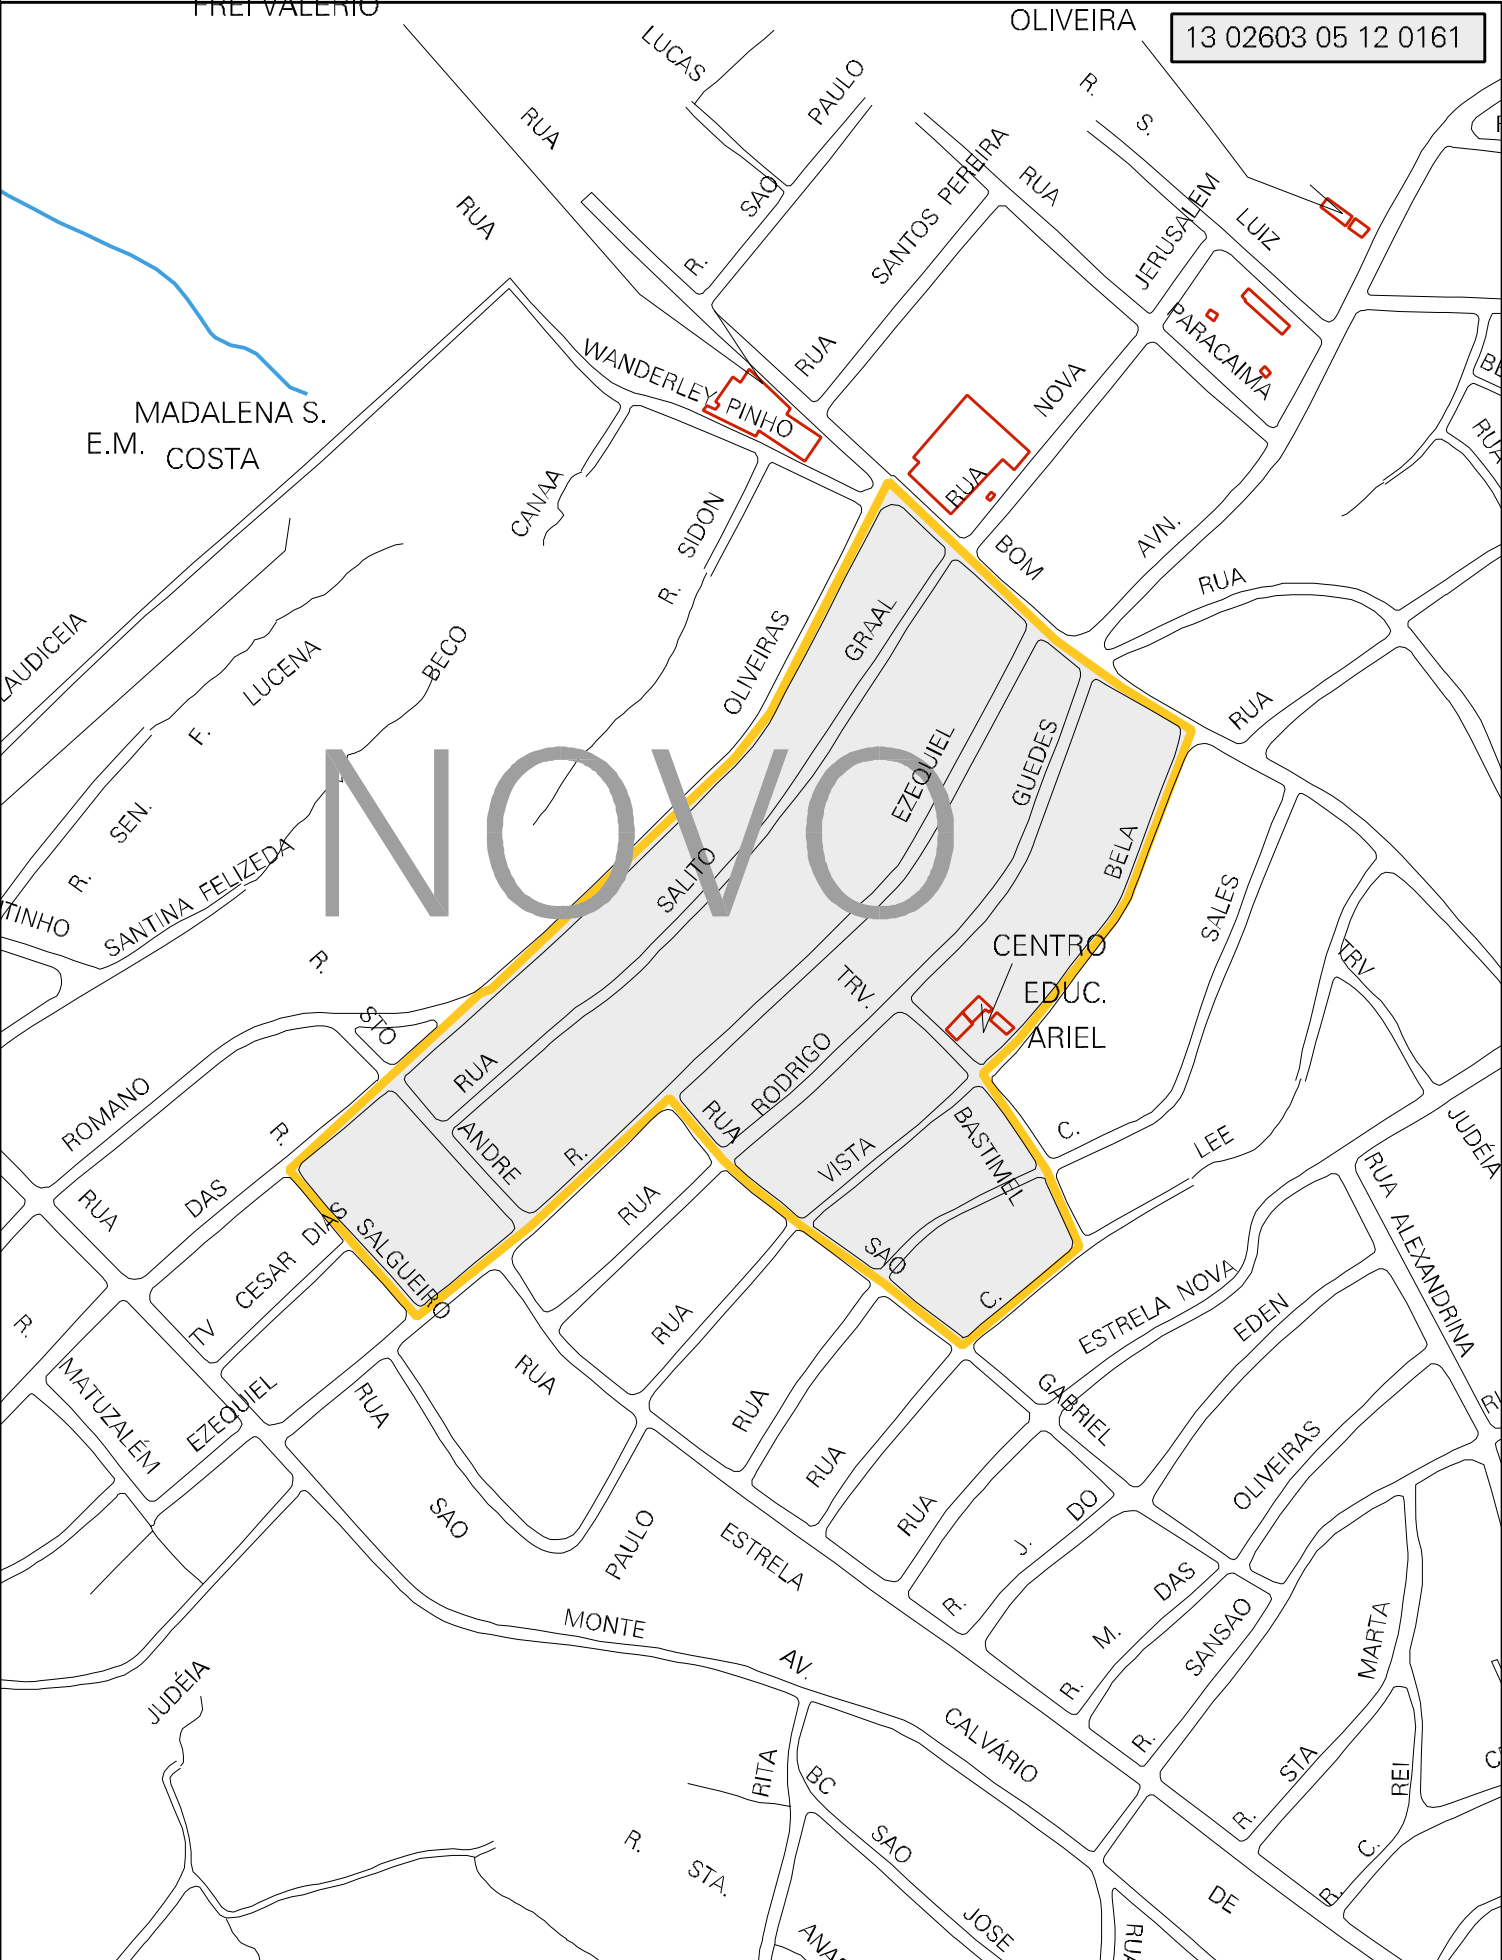 FREI VALERIO
OLIVEIRA
13 02603 05 12 0161
LUCAS
PAULO
R.
S.
RUA
SAO
SANTOS PEREIRA
RUA
JERUSALEM
LUIZ
RUA
R.
PARACAIMA
WANDERLEY
PINHO
RUA
NOVA
MADALENA S.
E.M.
COSTA
RUA
CANAA
SIDON
RUA
BOM
AVN.
RUA
R.
OLIVEIRAS
GRAAL
LUCENA
BECO
F.
RUA
NOVO
EZEQUIEL
GUEDES
SEN.
R.
BELA
SALITO
SANTINA FELIZEDA
SALES
R.
CENTRO
EDUC.
ARIEL
TRV
TRV.
STO
RUA
RODRIGO
ROMANO
R.
ANDRE
R.
RUA
BASTIMEL
C.
LEE
JUDÉIA
VISTA
RUA
DAS
RUA
RUA ALEXANDRINA
CESAR DIAS
SALGUEIRO
SAO
C.
TV
R.
RUA
ESTRELA NOVA
EDEN
MATUZALÉM
EZEQUIEL
RUA
RUA
RUA
GABRIEL
RUA
OLIVEIRAS
SAO
PAULO
ESTRELA
RUA
J.
DO
R.
DAS
M.
R.
SANSAO
R.
MARTA
MONTE
AV.
JUDÉIA
CALVÁRIO
RITA
BC
STA
R.
REI
C.
R.
SAO
R.
STA.
JOSE
DE